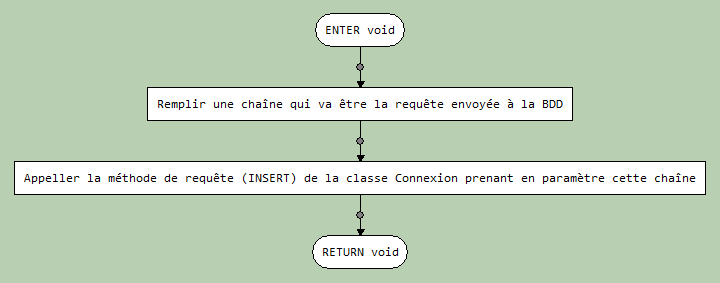 ENTER void
Remplir une chaîne qui va être la requête envoyée à la BDD
Appeller la méthode de requête (INSERT) de la classe Connexion prenant en paramètre cette chaîne
RETURN void